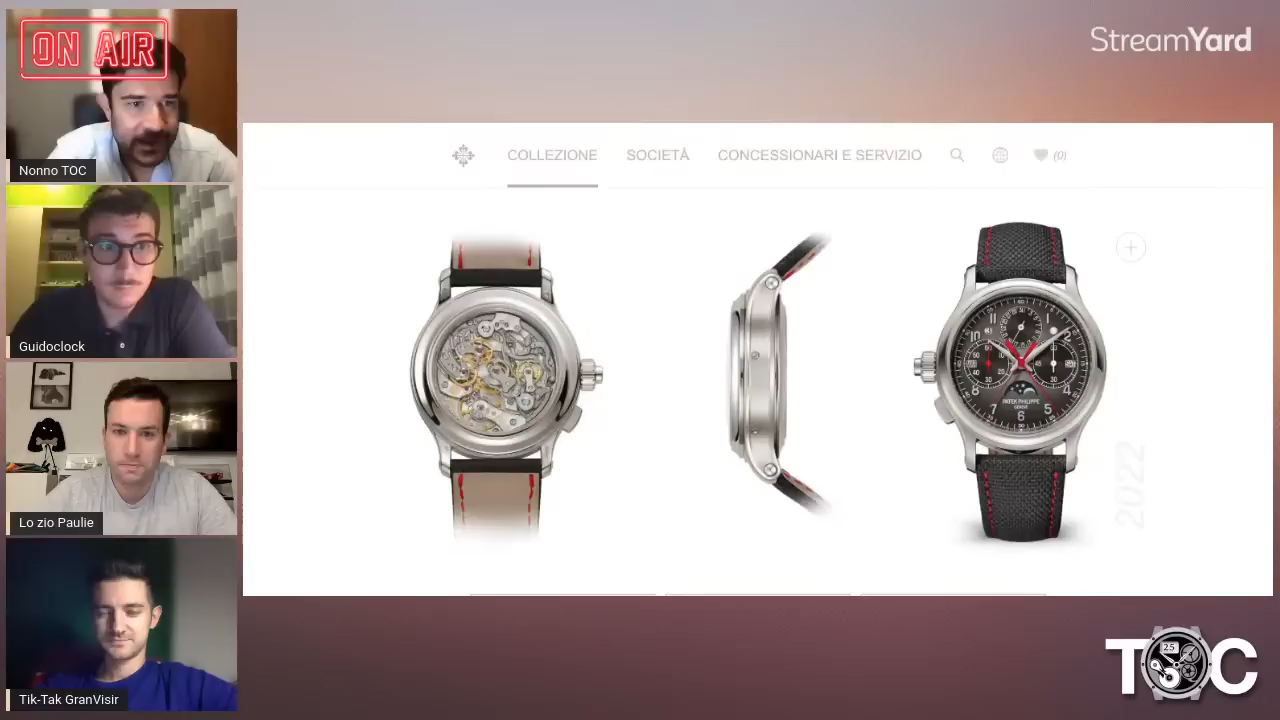 ON AIR
Nonno TOC
Guidoclock
Lo zio Paulie
Tik-Tak GranVisir
StreamYard
COLLEZIONE SOCIETÀ CONCESSIONARI E SERVIZIO (0)
PATEK PHILIPPE
GENEVE
2022
TOC
25